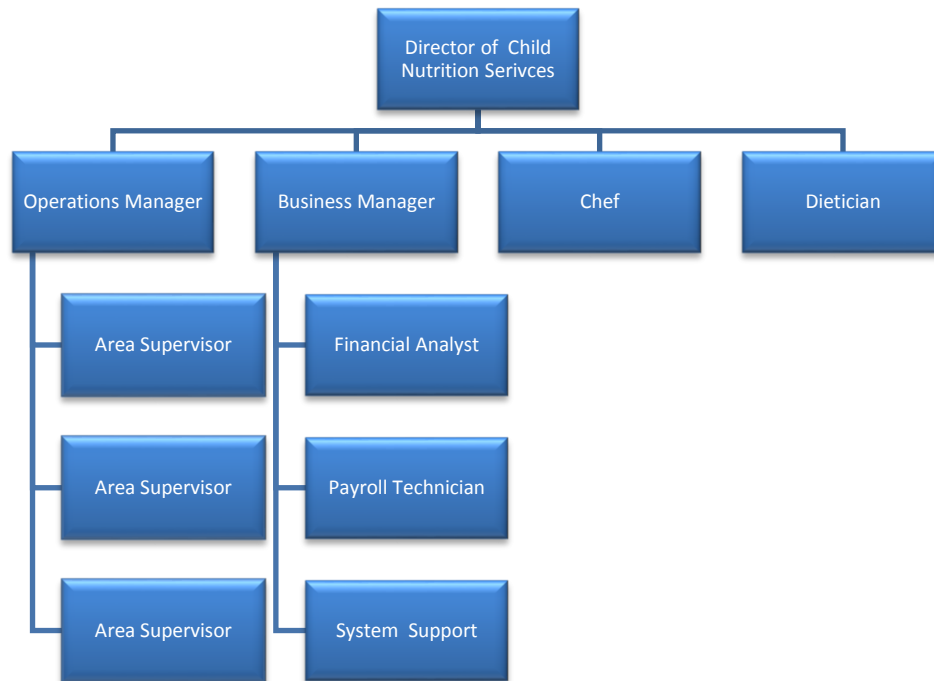 Director of Child
Nutrition Serivces
Operations Manager
Business Manager
Chef
Dietician
Area Supervisor
Financial Analyst
Area Supervisor
Payroll Technician
Area Supervisor
System Support